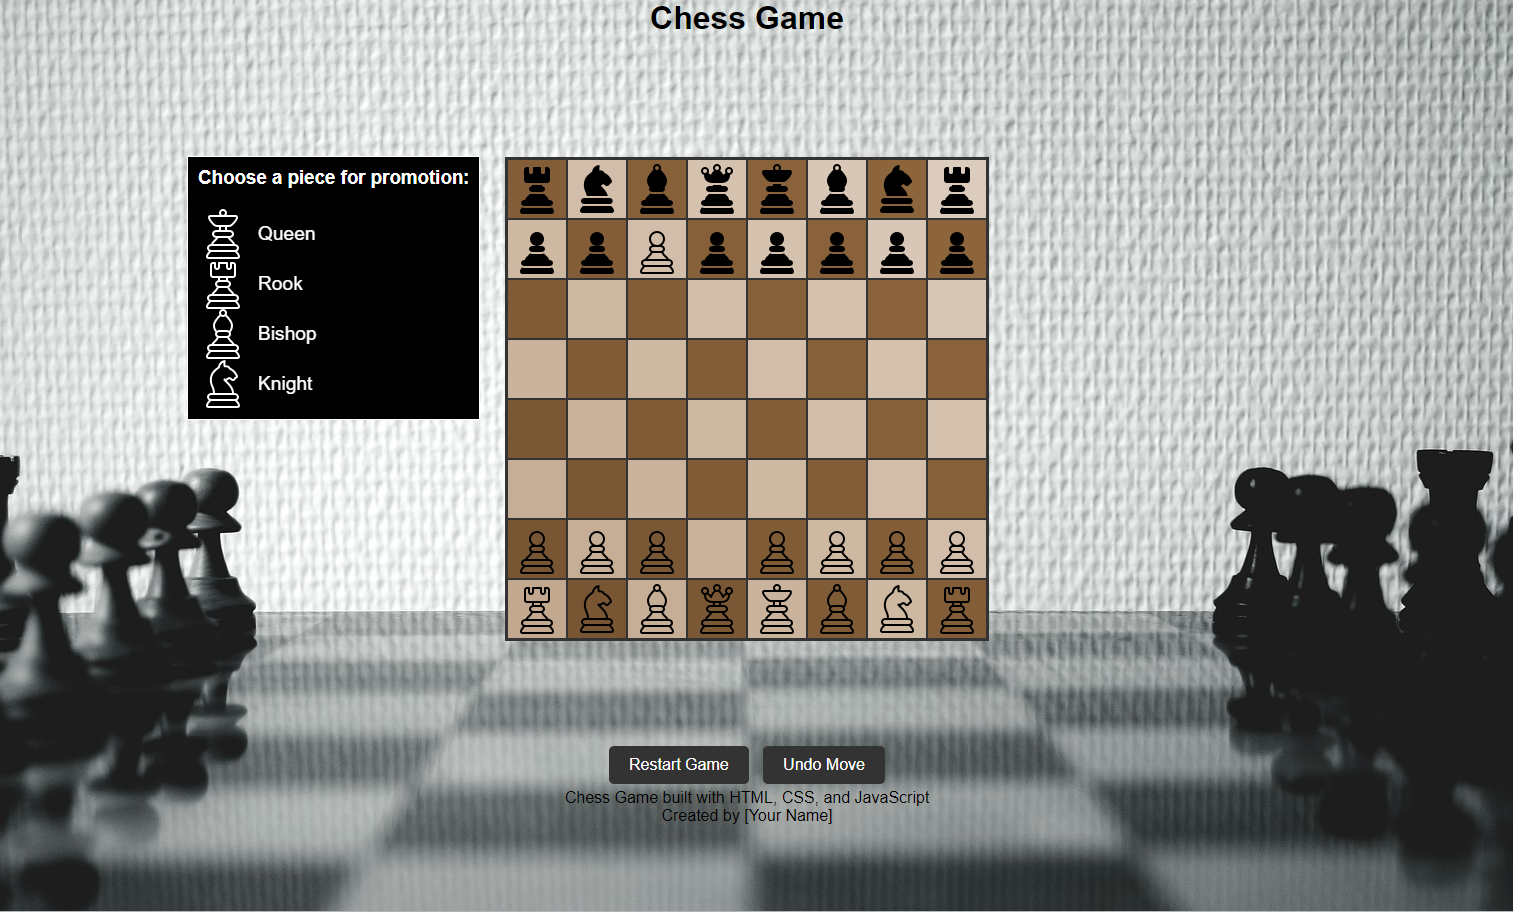 Chess Game
Choose a piece for promotion:
Queen
Rook
Bishop
Knight
Restart Game
Undo Move
Chess Game built with HTML, CSS, and JavaScript
Created by [Your Name]